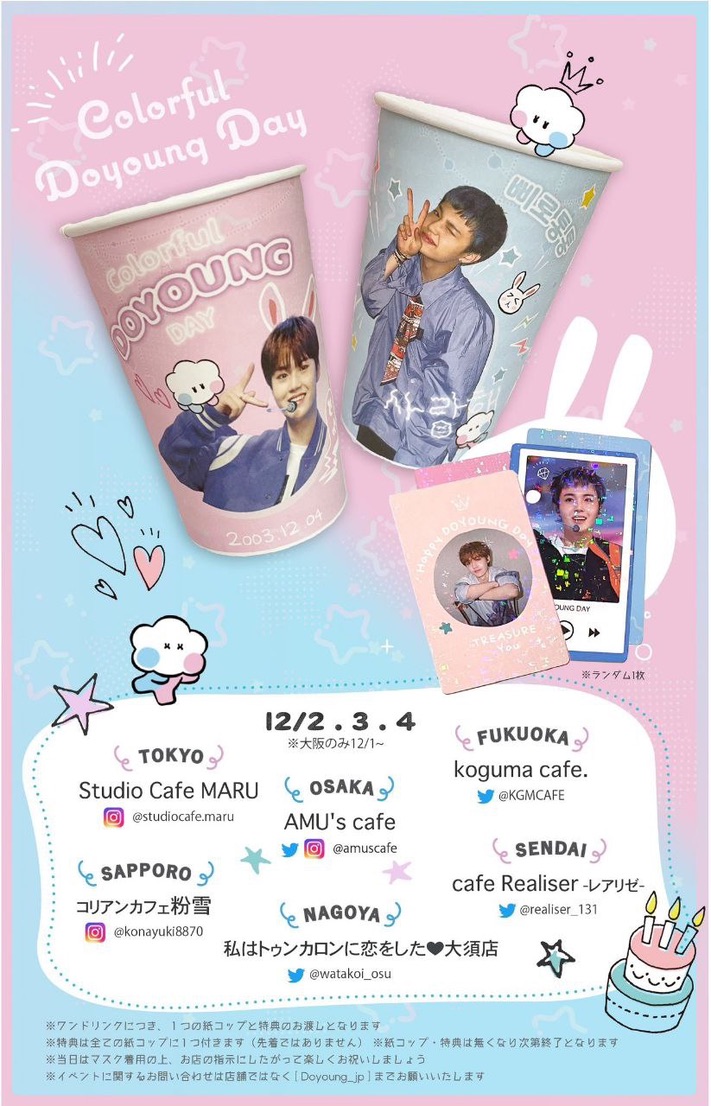 Colorful
Doyoung Day
Colorful
DOYOUNG
DAY
2003.12.04
삐로동동
사랑해
HAPPY DOYOUNG DAY
TREASURE
You
OUNG DAY
※ランダム1枚
12/2.3.4
※大阪のみ12/1~
TOKYO
Studio Cafe MARU
@studiocafe.maru
OSAKA
AMU's cafe
@amuscafe
FUKUOKA
koguma cafe.
@KGMCAFE
SAPPORO
コリアンカフェ粉雪
@konayuki8870
NAGOYA
私はトゥンカロンに恋をした♥大須店
@watakoi_osu
SENDAI
cafe Realiser -レアリゼ-
@realiser_131
※ワンドリンクにつき、1つの紙コップと特典のお渡しとなります
※特典は全ての紙コップに1つ付きます(先着ではありません) ※紙コップ・特典は無くなり次第終了となります
※当日はマスク着用の上、お店の指示にしたがって楽しくお祝いしましょう
※イベントに関するお問い合わせは店舗ではなく[Doyoung_jp]までお願いいたします